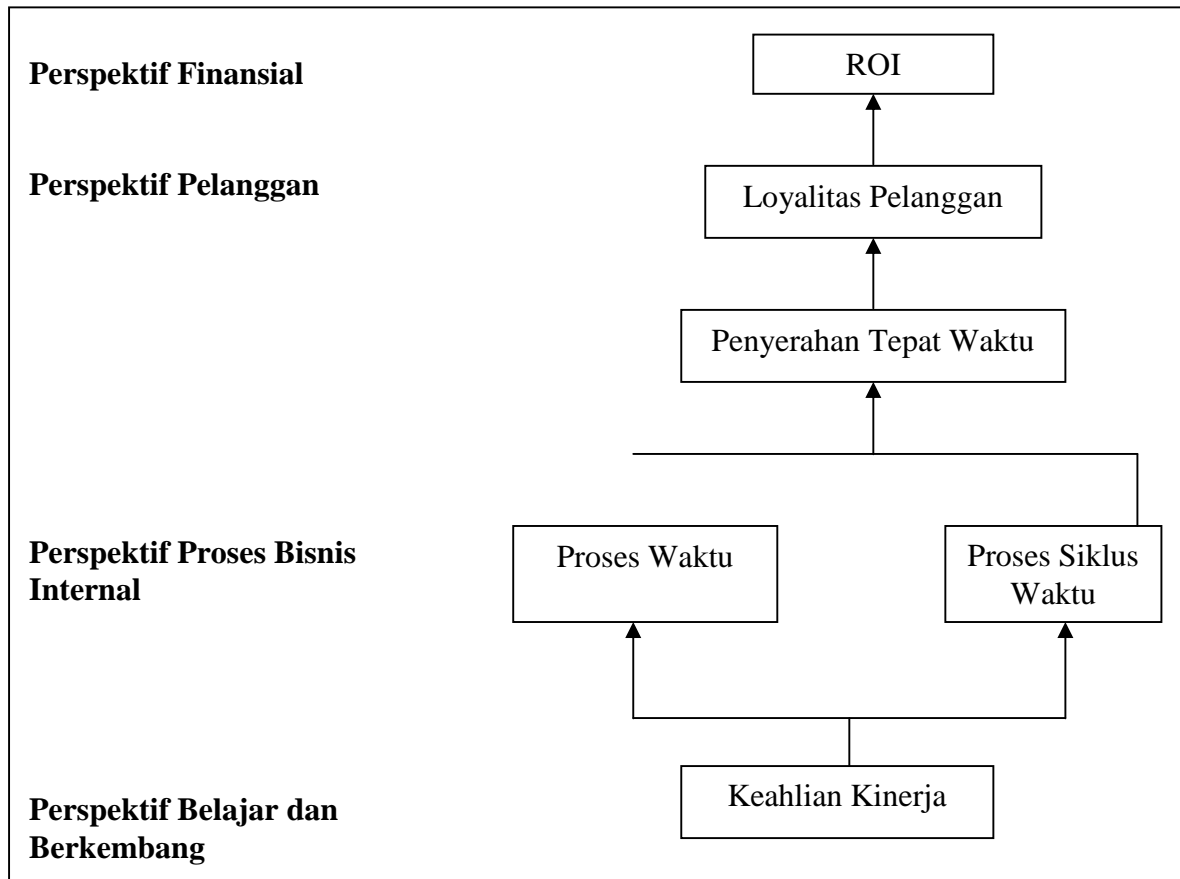 Perspektif Finansial
ROI
Perspektif Pelanggan
Loyalitas Pelanggan
Penyerahan Tepat Waktu
Perspektif Proses Bisnis
Internal
Proses Waktu
Proses Siklus
Waktu
Keahlian Kinerja
Perspektif Belajar dan
Berkembang